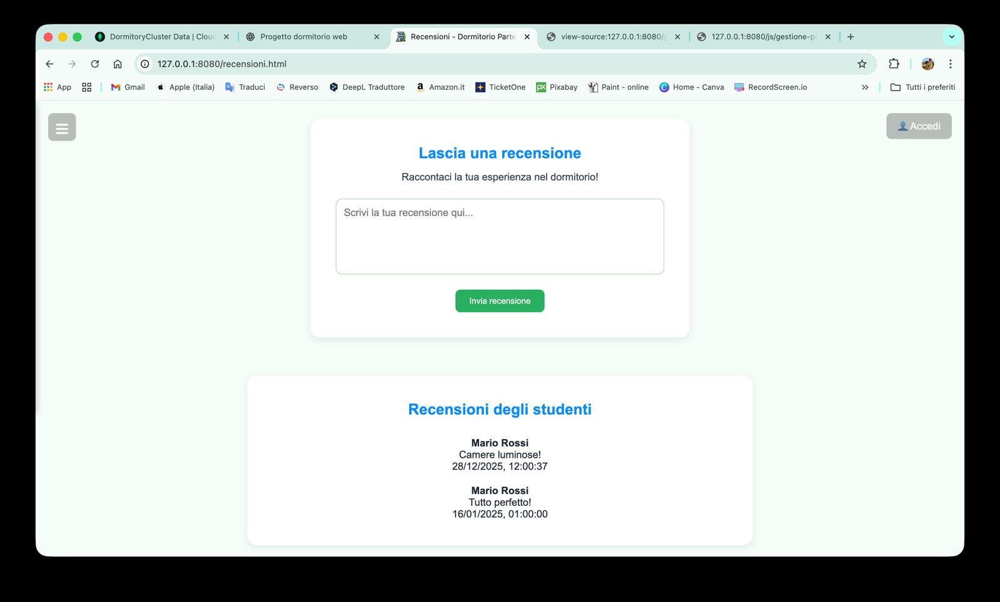 DormitoryCluster Data | Clou
Progetto dormitorio web
Recensioni - Dormitorio Parte
view-source:127.0.0.1:8080/g
127.0.0.1:8080/js/gestione-pr
127.0.0.1:8080/recensioni.html
App
Gmail
Apple (Italia)
Traduci
Reverso
DeepL Traduttore
Amazon.it
TicketOne
Pixabay
Paint - online
Home - Canva
RecordScreen.io
Tutti i preferiti
Accedi
Lascia una recensione
Raccontaci la tua esperienza nel dormitorio!
Scrivi la tua recensione qui...
Invia recensione
Recensioni degli studenti
Mario Rossi
Camere luminose!
28/12/2025, 12:00:37
Mario Rossi
Tutto perfetto!
16/01/2025, 01:00:00